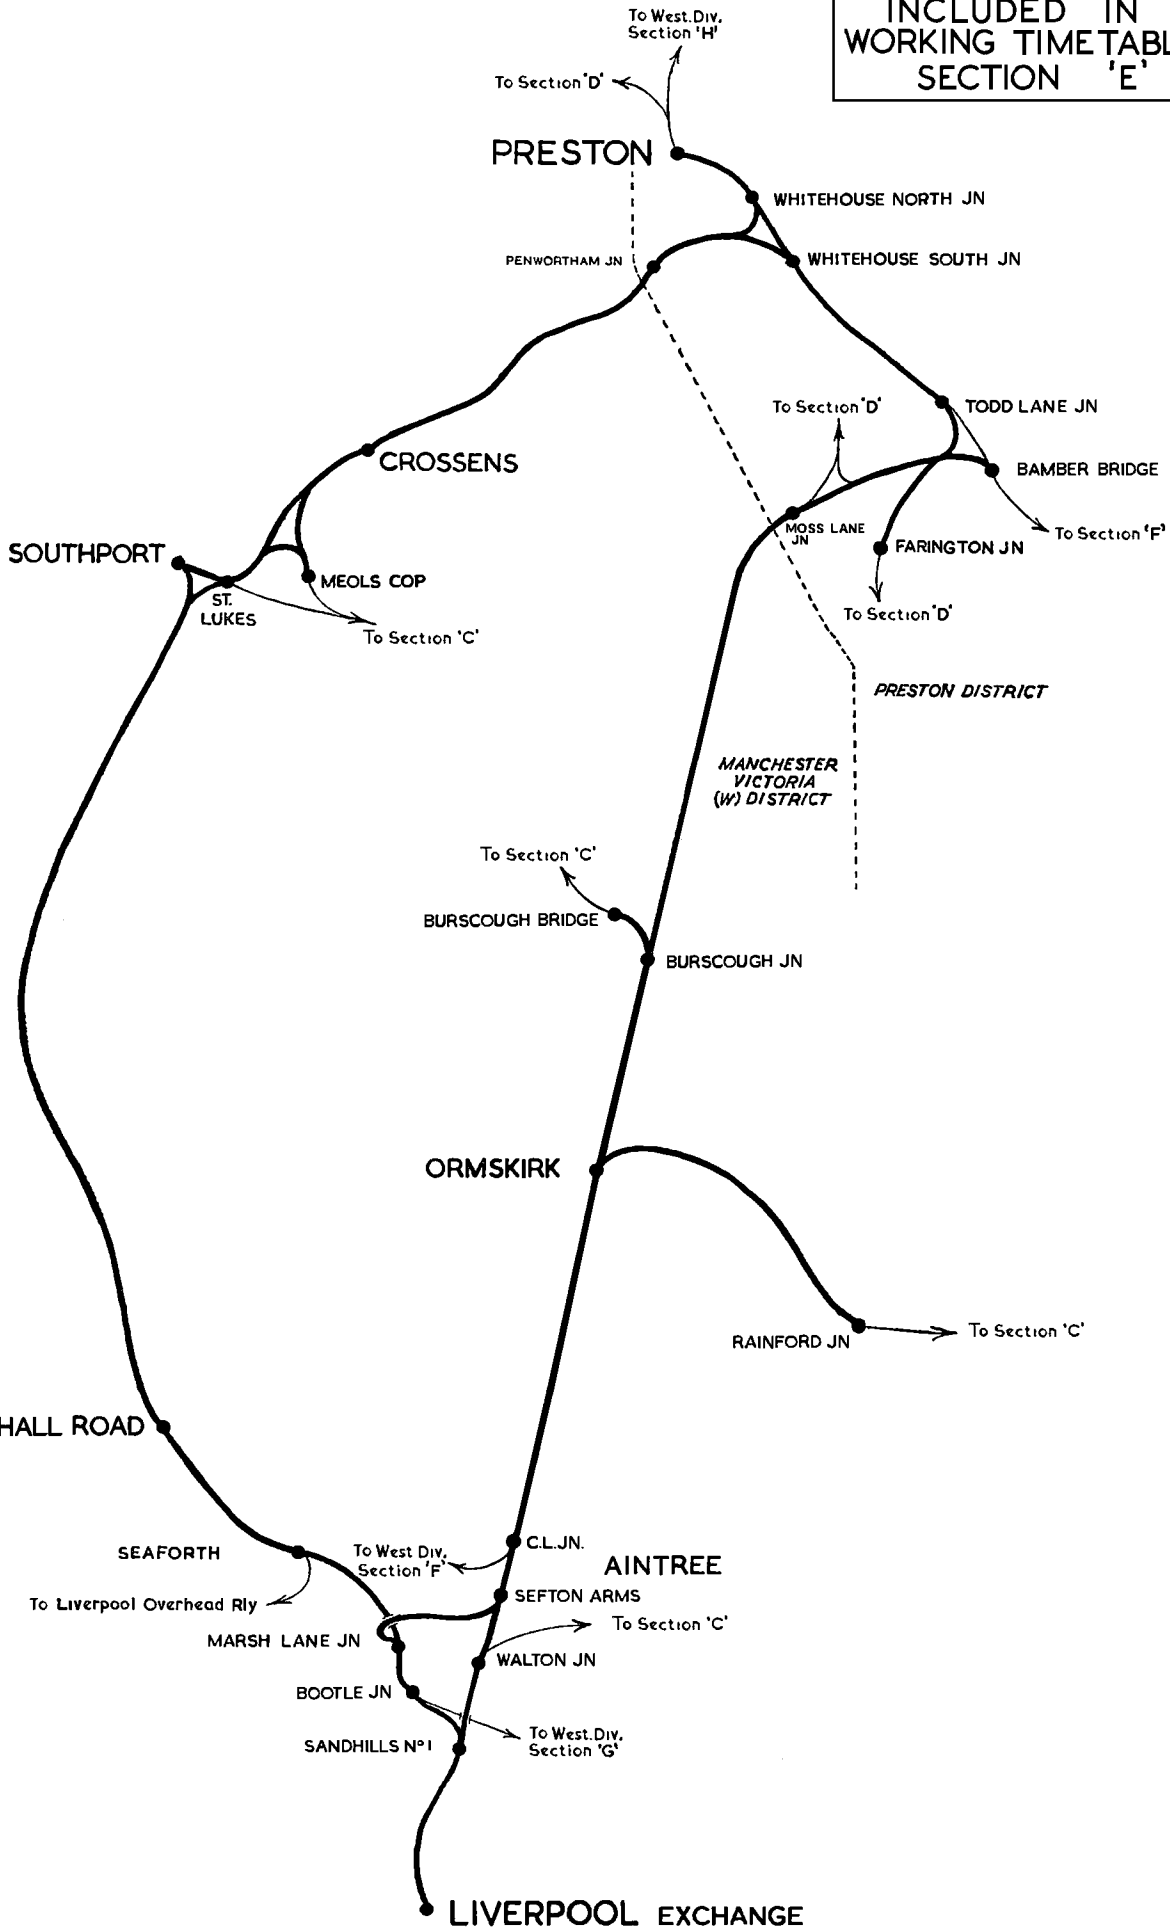 INCLUDED IN
WORKING TIMETABL
SECTION 'E'
To West.Div.
Section 'H'
To Section 'D'
PRESTON
WHITEHOUSE NORTH JN
PENWORTHAM JN
WHITEHOUSE SOUTH JN
To Section 'D'
TODD LANE JN
CROSSENS
BAMBER BRIDGE
MOSS LANE
JN
To Section 'F'
FARINGTON JN
SOUTHPORT
MEOLS COP
ST.
LUKES
To Section 'C'
To Section 'D'
PRESTON DISTRICT
MANCHESTER
VICTORIA
(W) DISTRICT
To Section 'C'
BURSCOUGH BRIDGE
BURSCOUGH JN
ORMSKIRK
RAINFORD JN
To Section 'C'
HALL ROAD
SEAFORTH
To West Div.
Section 'F'
C.L.JN.
AINTREE
SEFTON ARMS
To Liverpool Overhead Rly
To Section 'C'
MARSH LANE JN
WALTON JN
BOOTLE JN
SANDHILLS Nº 1
To West.Div.
Section 'G'
LIVERPOOL EXCHANGE